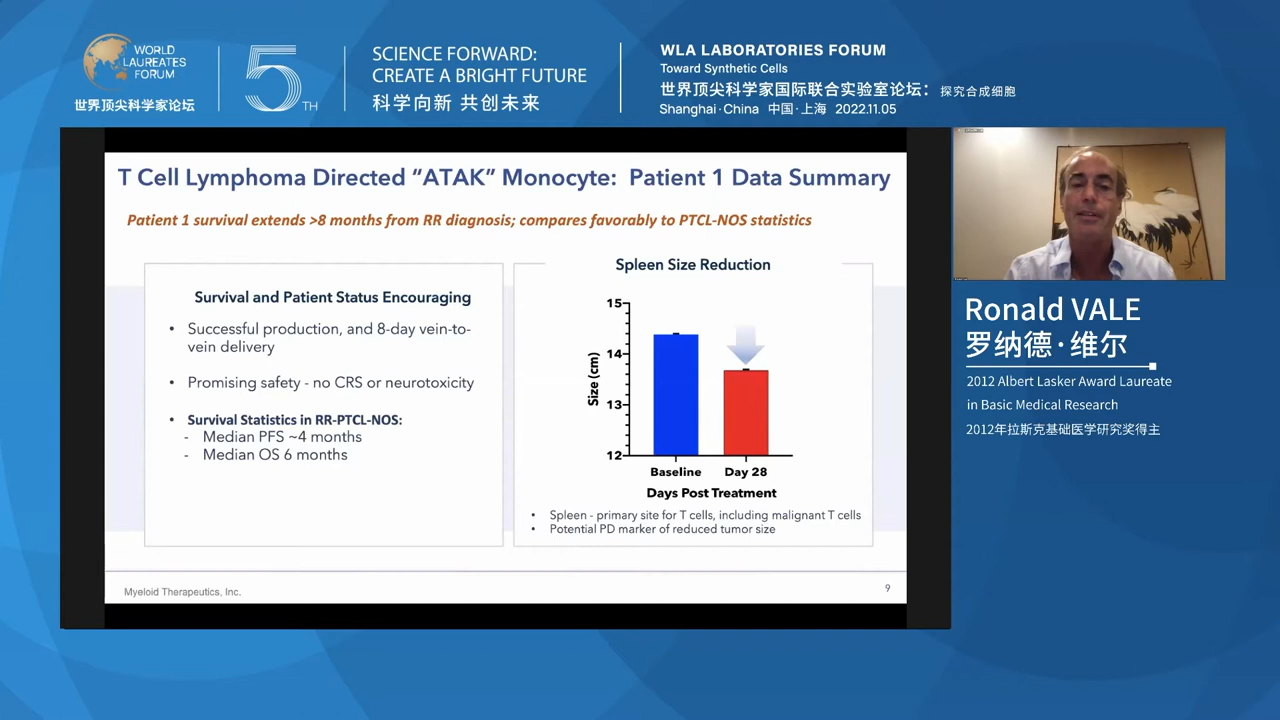 WORLD
LAUREATES
FORUM
世界顶尖科学家论坛
5TH
SCIENCE FORWARD:
CREATE A BRIGHT FUTURE
科学向新 共创未来
WLA LABORATORIES FORUM
Toward Synthetic Cells
世界顶尖科学家国际联合实验室论坛：探究合成细胞
Shanghai·China 中国·上海 2022.11.05
T Cell Lymphoma Directed “ATAK” Monocyte: Patient 1 Data Summary
Patient 1 survival extends >8 months from RR diagnosis; compares favorably to PTCL-NOS statistics
Survival and Patient Status Encouraging
• Successful production, and 8-day vein-to-
vein delivery
• Promising safety - no CRS or neurotoxicity
• Survival Statistics in RR-PTCL-NOS:
- Median PFS ~4 months
- Median OS 6 months
Spleen Size Reduction
Size (cm)
15
14
13
12
Baseline Day 28
Days Post Treatment
• Spleen - primary site for T cells, including malignant T cells
• Potential PD marker of reduced tumor size
Myeloid Therapeutics, Inc.
9
Ronald VALE
罗纳德·维尔
2012 Albert Lasker Award Laureate
in Basic Medical Research
2012年拉斯克基础医学研究奖得主